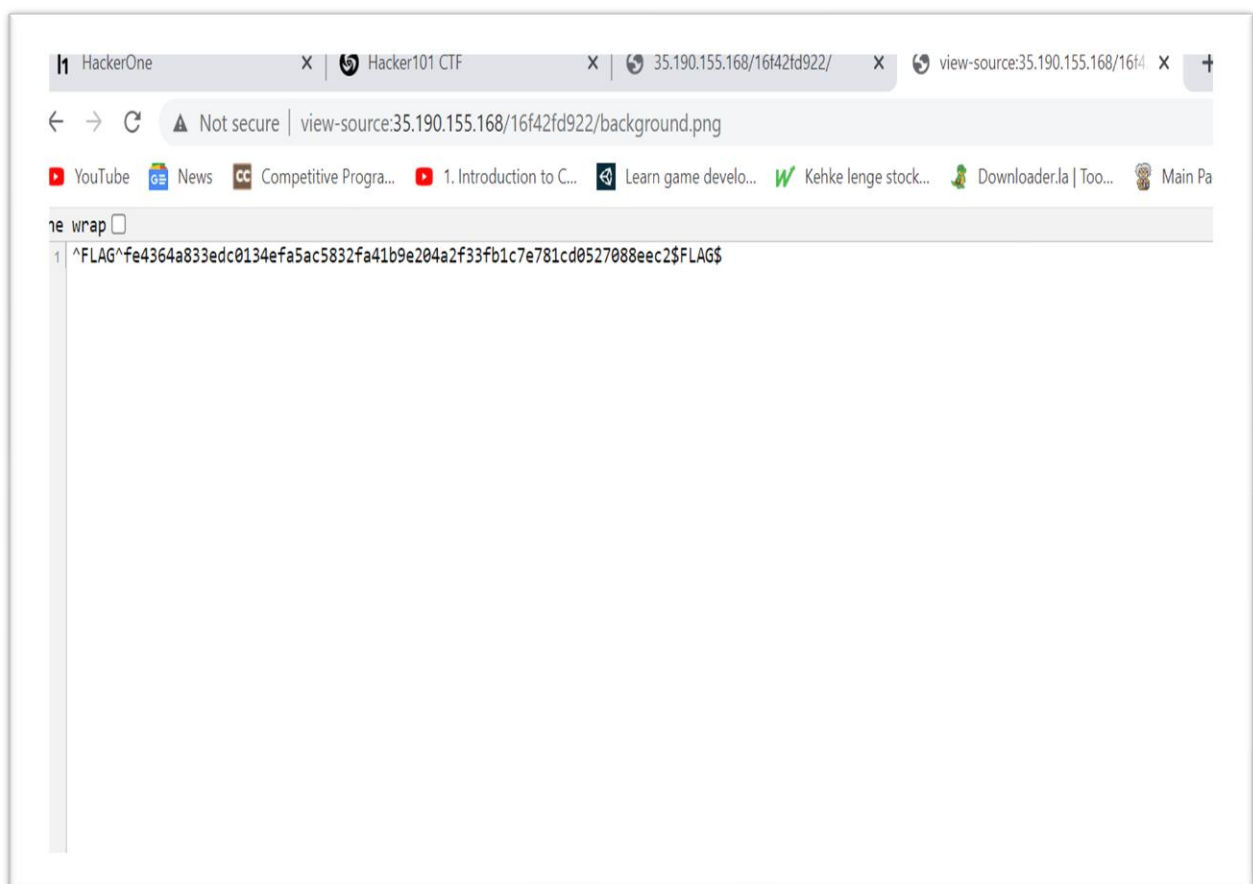 HackerOne Hacker101 CTF 35.190.155.168/16f42fd922/ view-source:35.190.155.168/16f4
Not secure | view-source:35.190.155.168/16f42fd922/background.png
YouTube GE News CC Competitive Progra... 1. Introduction to C... Learn game develo... Kehke lenge stock... Downloader.la | Too... Main Pa
ne wrap
1 ^FLAG^fe4364a833edc0134efa5ac5832fa41b9e204a2f33fb1c7e781cd0527088eec2$FLAG$